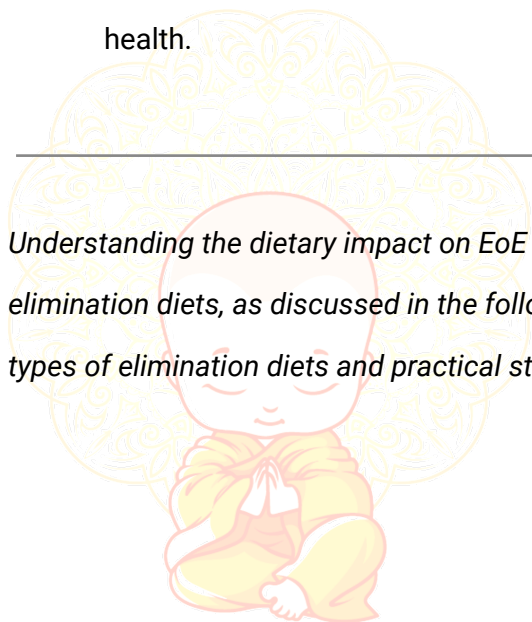 health.
Understanding the dietary impact on EoE
elimination diets, as discussed in the follo
types of elimination diets and practical st